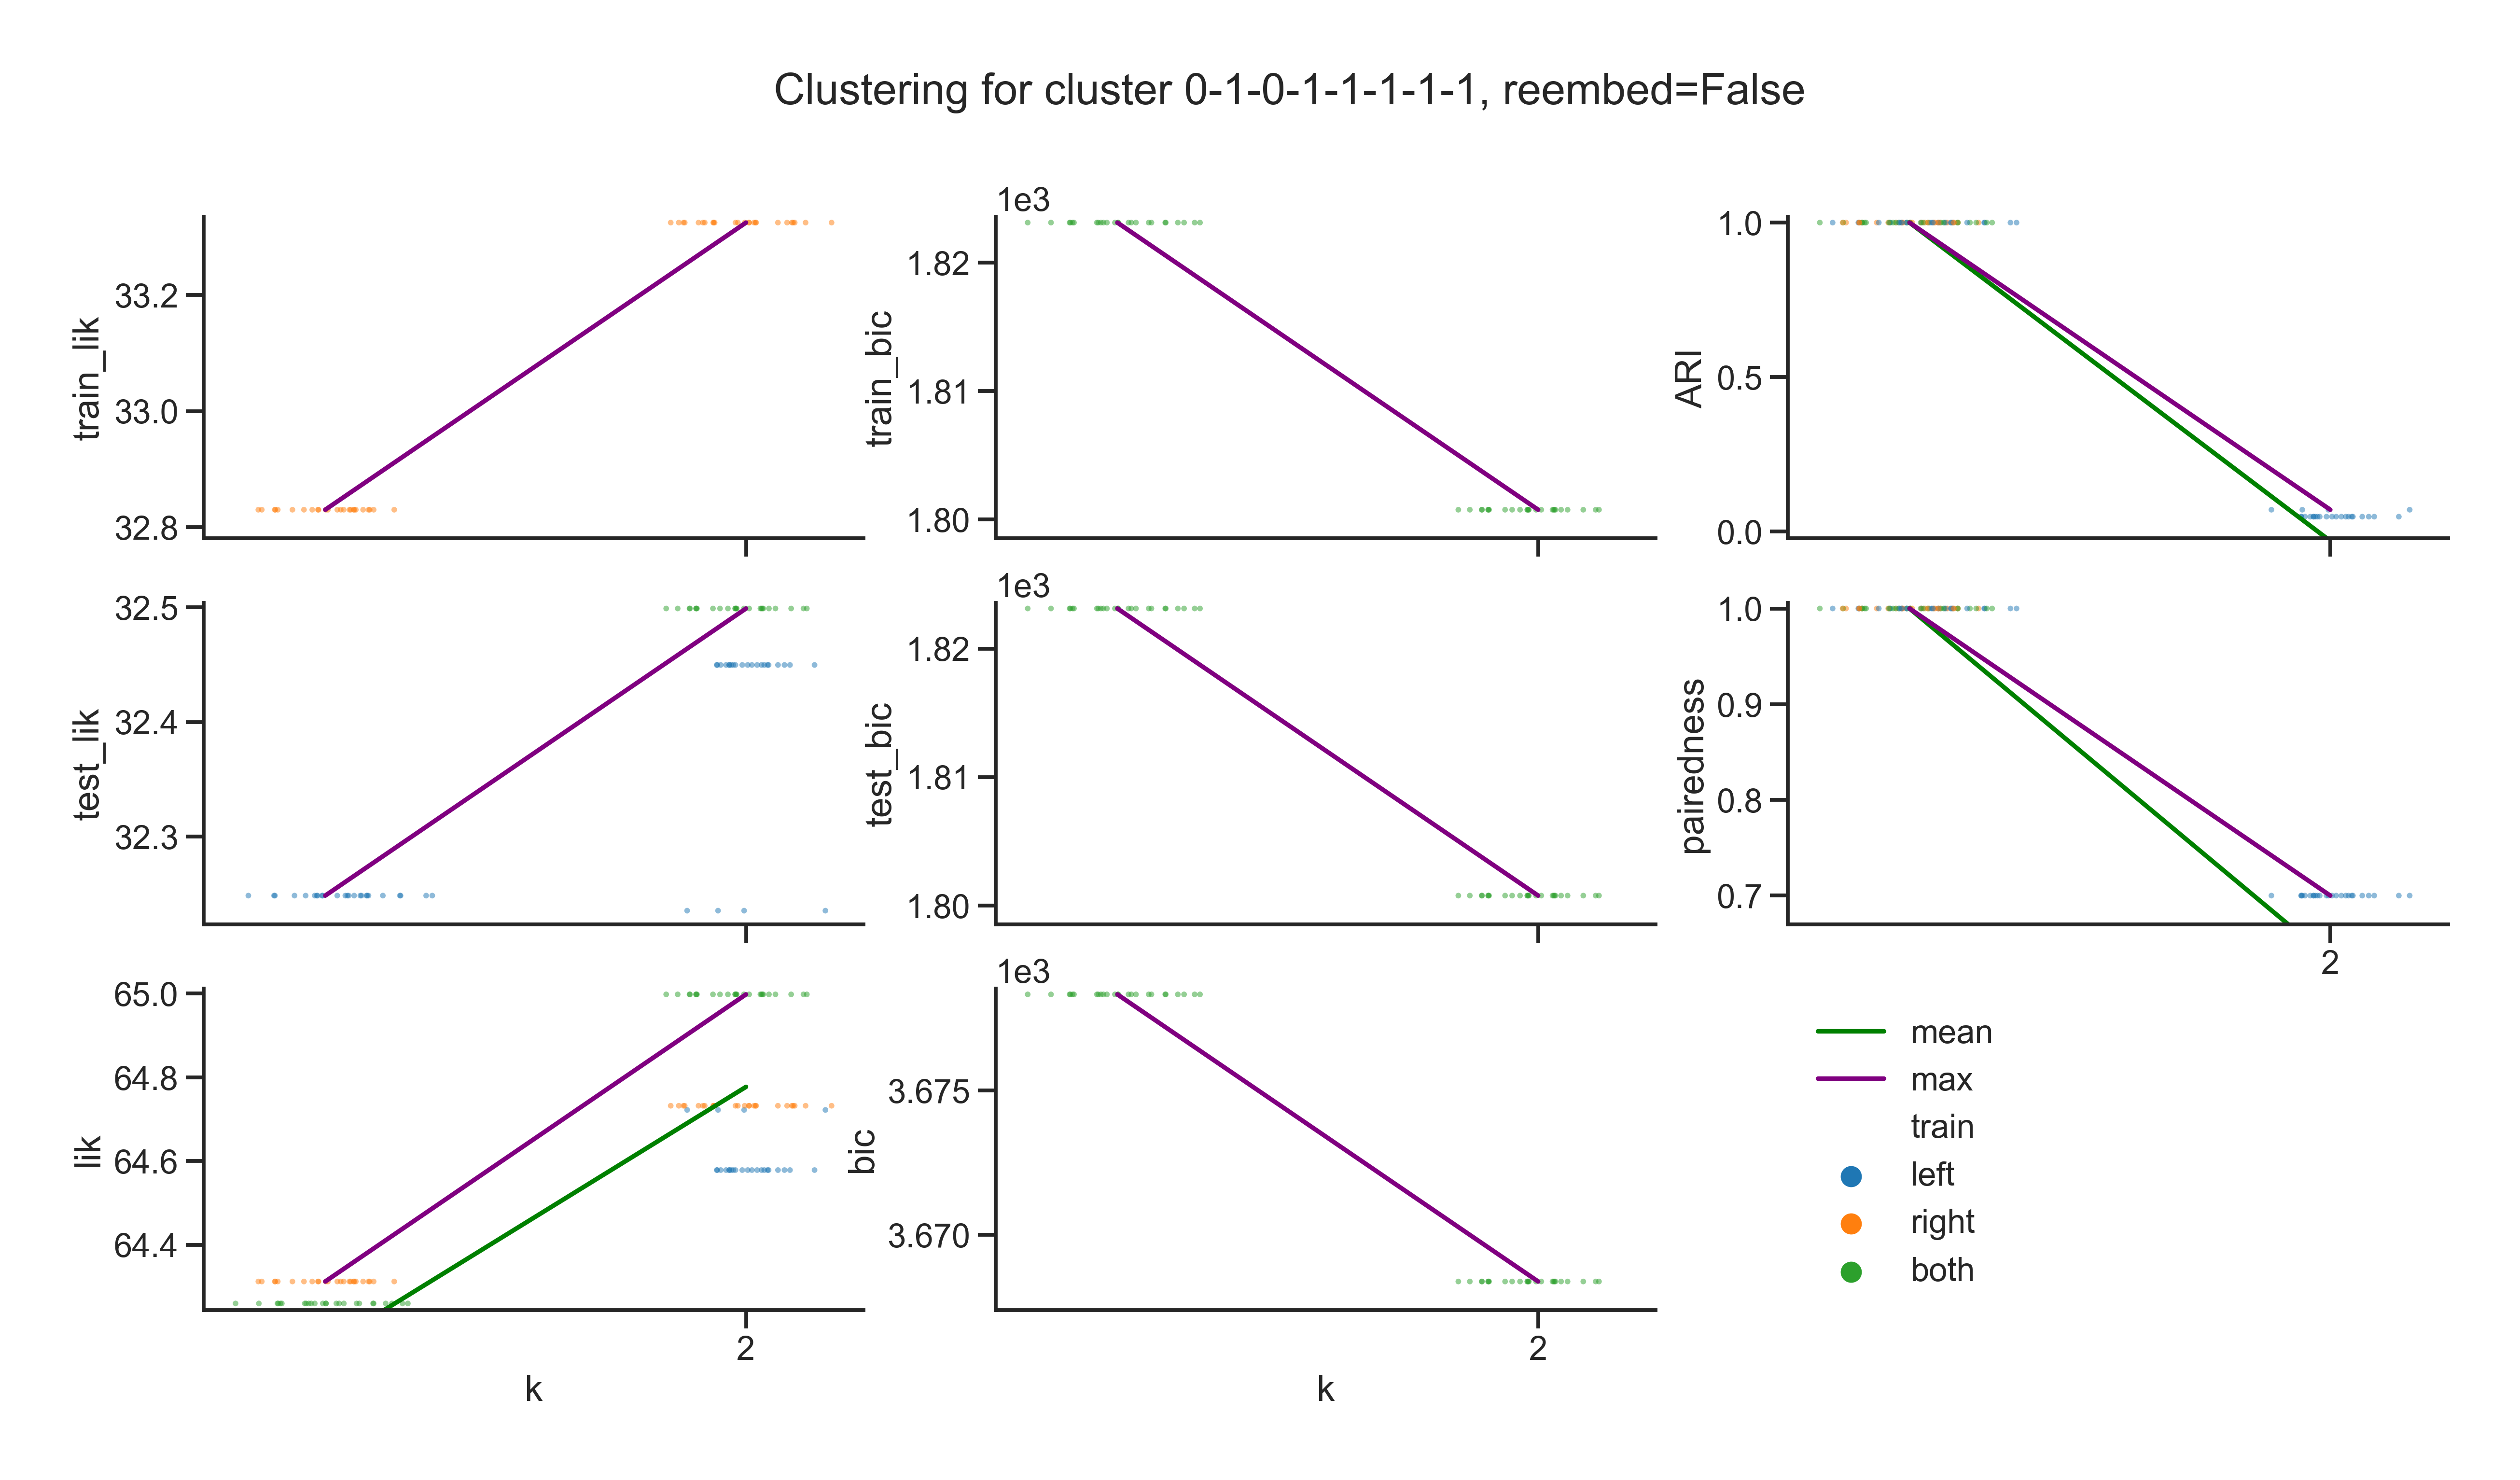 Clustering for cluster 0-1-0-1-1-1-1-1, reembed=False
train_lik
33.2
33.0
32.8
1e3
train_bic
1.82
1.81
1.80
ARI
1.0
0.5
0.0
test_lik
32.5
32.4
32.3
1e3
test_bic
1.82
1.81
1.80
pairedness
1.0
0.9
0.8
0.7
2
lik
65.0
64.8
64.6
64.4
2
k
1e3
bic
3.675
3.670
2
k
mean
max
train
left
right
both